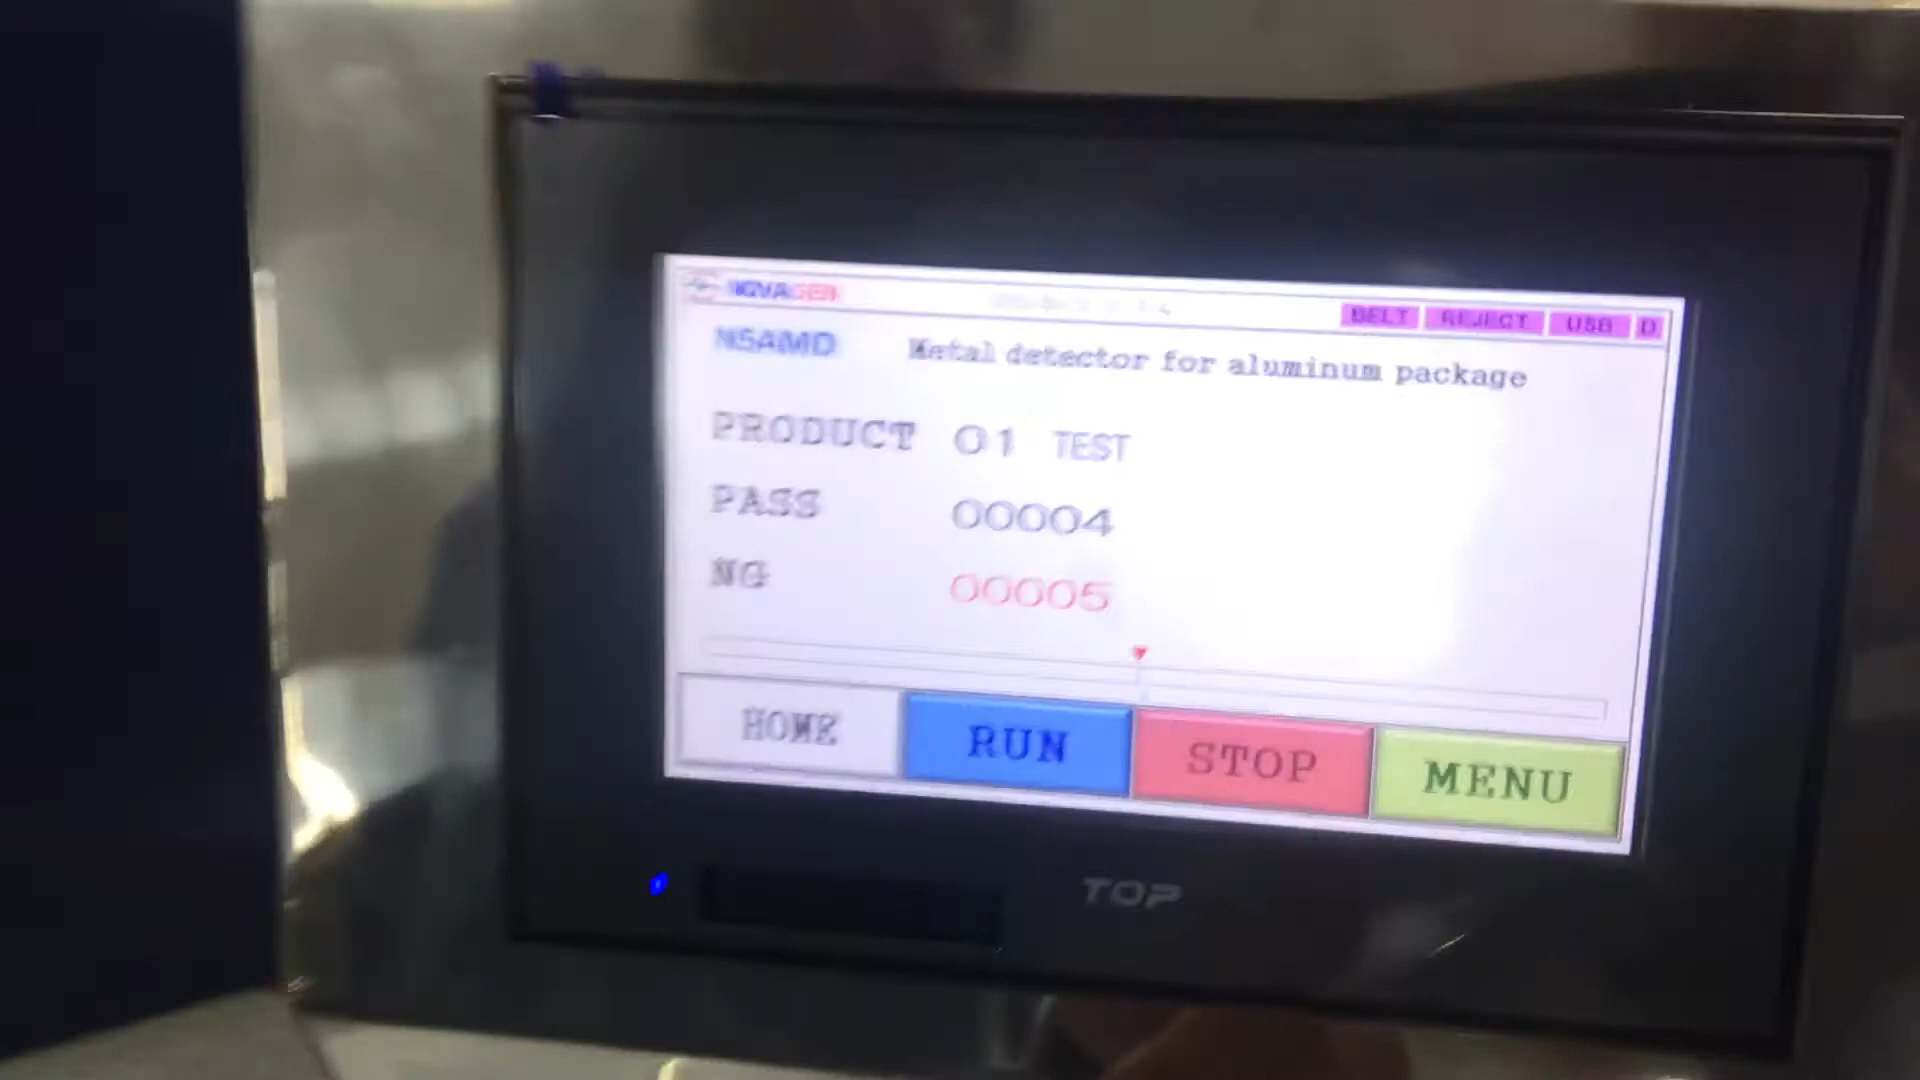 NOVAGEN
BELT REJECT USB D
NSAMD Metal detector for aluminum package
PRODUCT 01 TEST
PASS 00004
NG 00005
HOME RUN STOP MENU
TOP